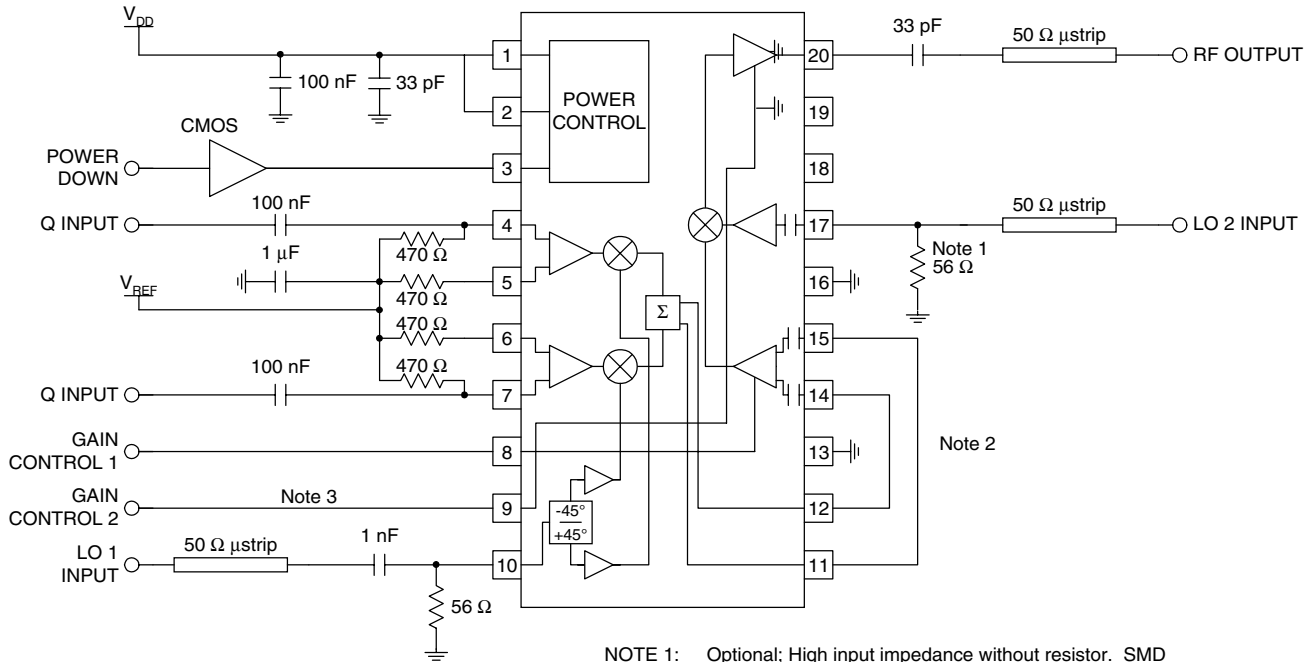 V_DD
100 nF
33 pF
CMOS
POWER DOWN
100 nF
Q INPUT
1 µF
V_REF
470 Ω
470 Ω
470 Ω
470 Ω
100 nF
Q INPUT
GAIN CONTROL 1
GAIN CONTROL 2
Note 3
LO 1 INPUT
50 Ω µstrip
1 nF
56 Ω
1
2
3
4
5
6
7
8
9
10
POWER CONTROL
Σ
-45°
+45°
20
19
18
17
16
15
14
13
12
11
33 pF
50 Ω µstrip
RF OUTPUT
50 Ω µstrip
LO 2 INPUT
Note 1
56 Ω
Note 2
NOTE 1: Optional; High input impedance without resistor. SMD